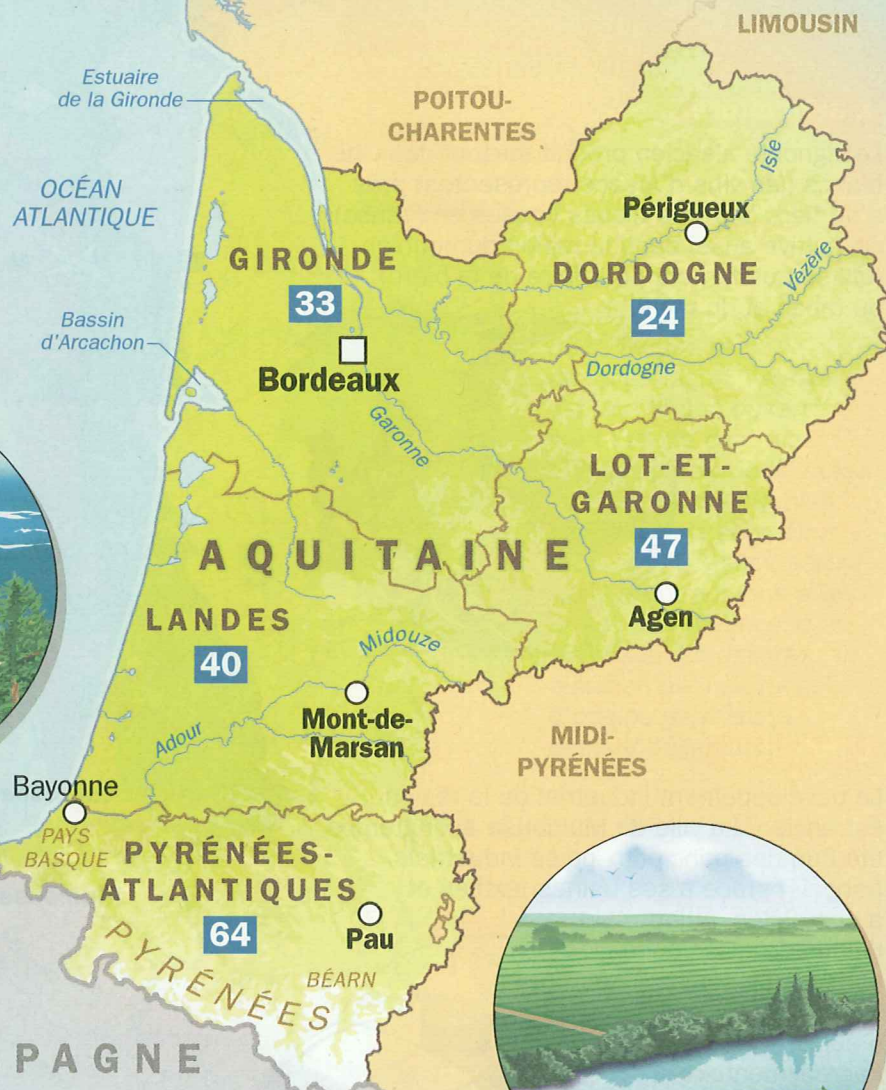 LIMOUSIN
Estuaire
de la Gironde
POITOU-
CHARENTES
Isle
OCÉAN
ATLANTIQUE
Périgueux
GIRONDE
33
DORDOGNE
24
Vézère
Bassin
d'Arcachon
Bordeaux
Dordogne
Garonne
LOT-ET-
GARONNE
47
AQUITAINE
Agen
LANDES
40
Midouze
Mont-de-
Marsan
Adour
MIDI-
PYRÉNÉES
Bayonne
PAYS
BASQUE
PYRÉNÉES-
ATLANTIQUES
64
Pau
PYRÉNÉES
BÉARN
PAGNE